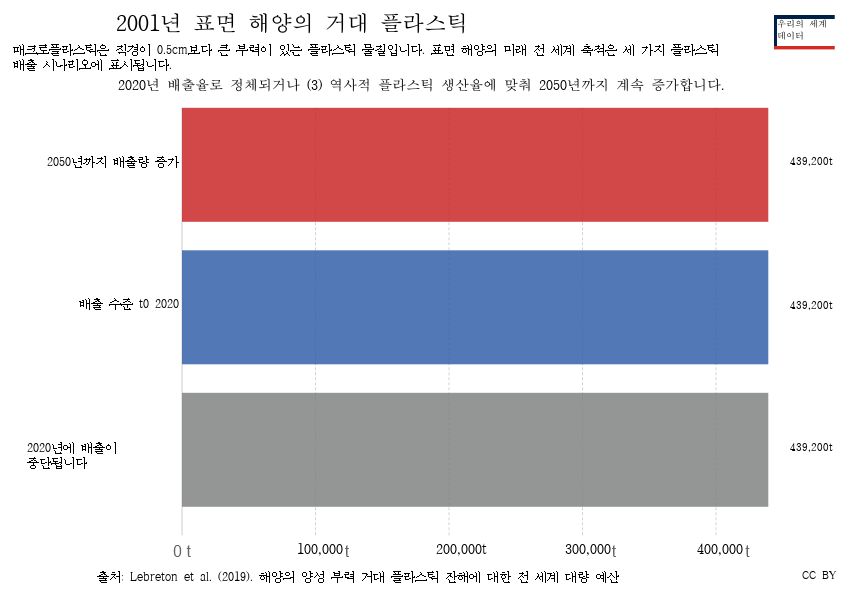 2001년 표면 해양의 거대 플라스틱
우리의 세계
데이터
매크로플라스틱은 직경이 0.5cm보다 큰 부력이 있는 플라스틱 물질입니다. 표면 해양의 미래 전 세계 축적은 세 가지 플라스틱
배출 시나리오에 표시됩니다.
2020년 배출율로 정체되거나 (3) 역사적 플라스틱 생산율에 맞춰 2050년까지 계속 증가합니다.
2050년까지 배출량 증가
439,200t
배출 수준 t0 2020
439,200t
2020년에 배출이
중단됩니다
439,200t
0 t
100,000 t
200,000t
300,000 t
400,000 t
출처: Lebreton et al. (2019). 해양의 양성 부력 거대 플라스틱 잔해에 대한 전 세계 대량 예산
CC BY